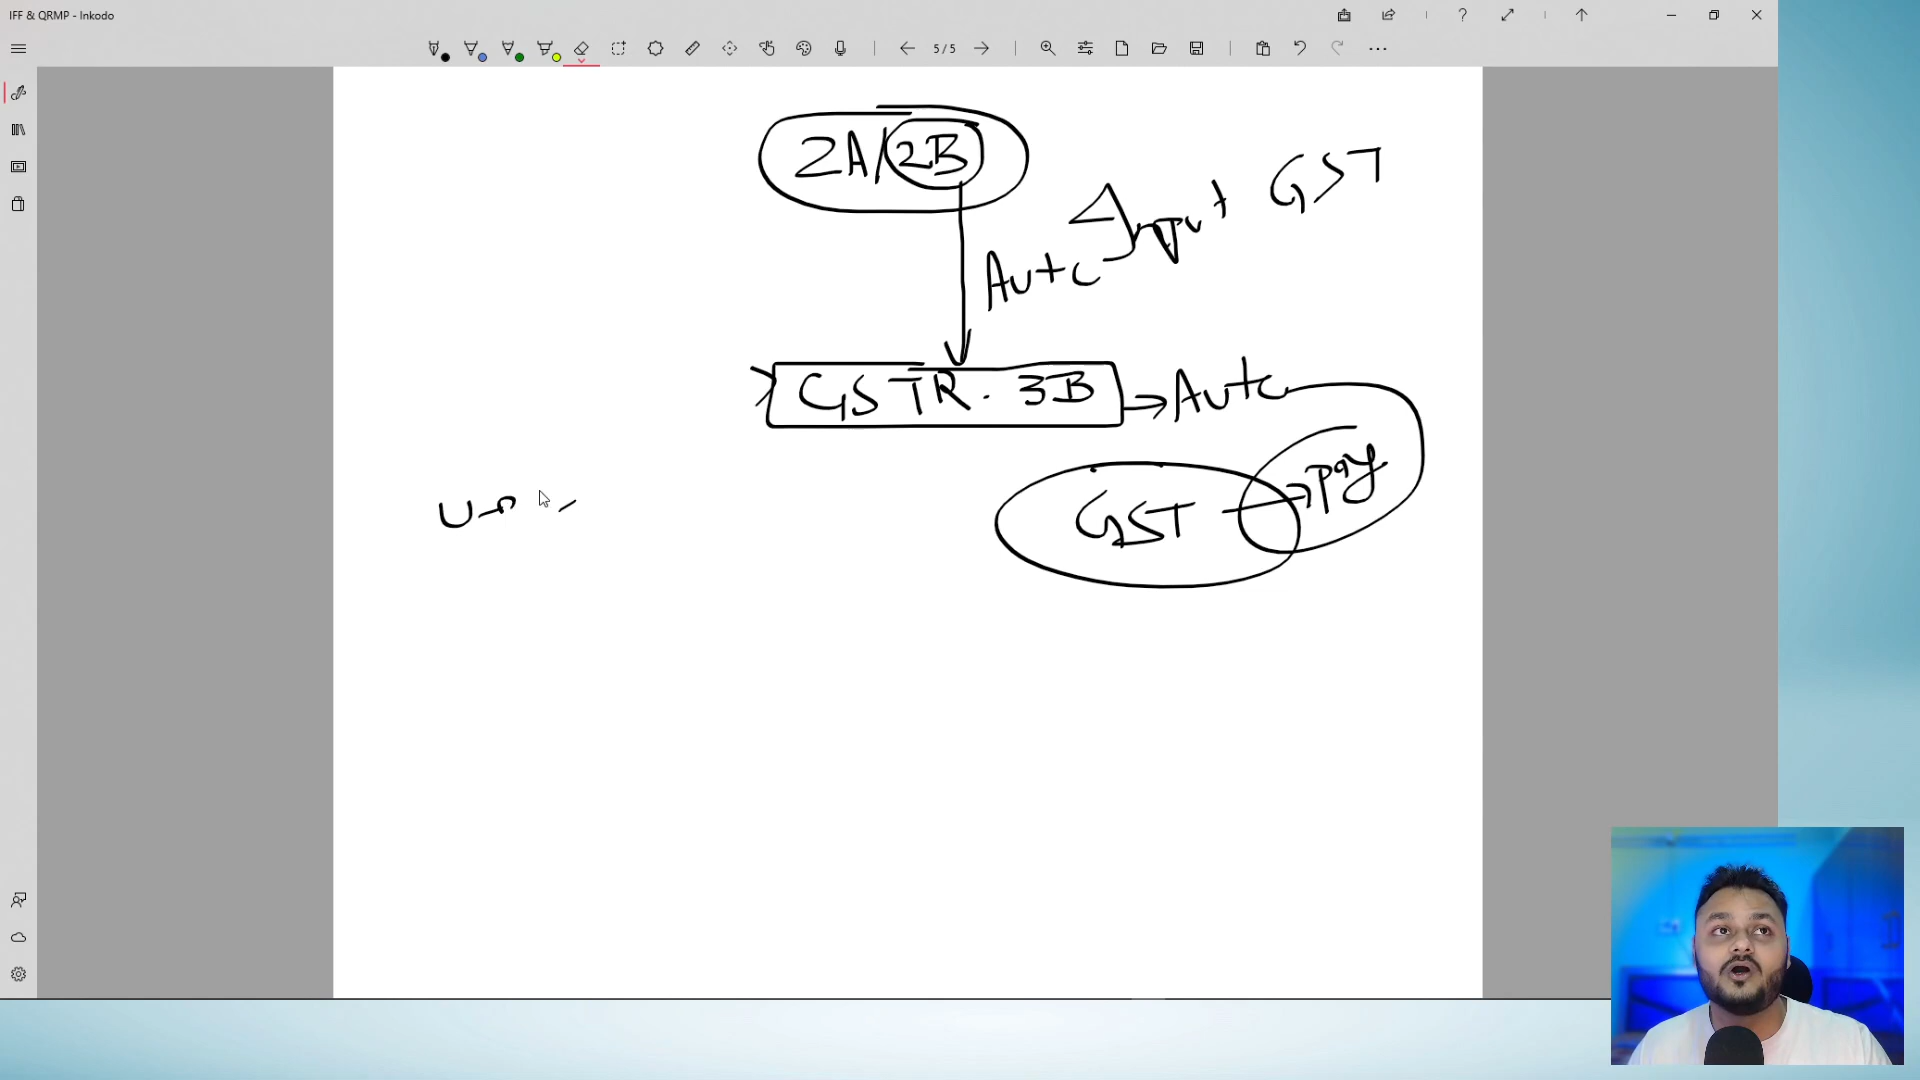 IFF & QRMP - Inkodo
5/5
2A/2B
Input GST
Auto
GSTR-3B
Auto
GST → Pay